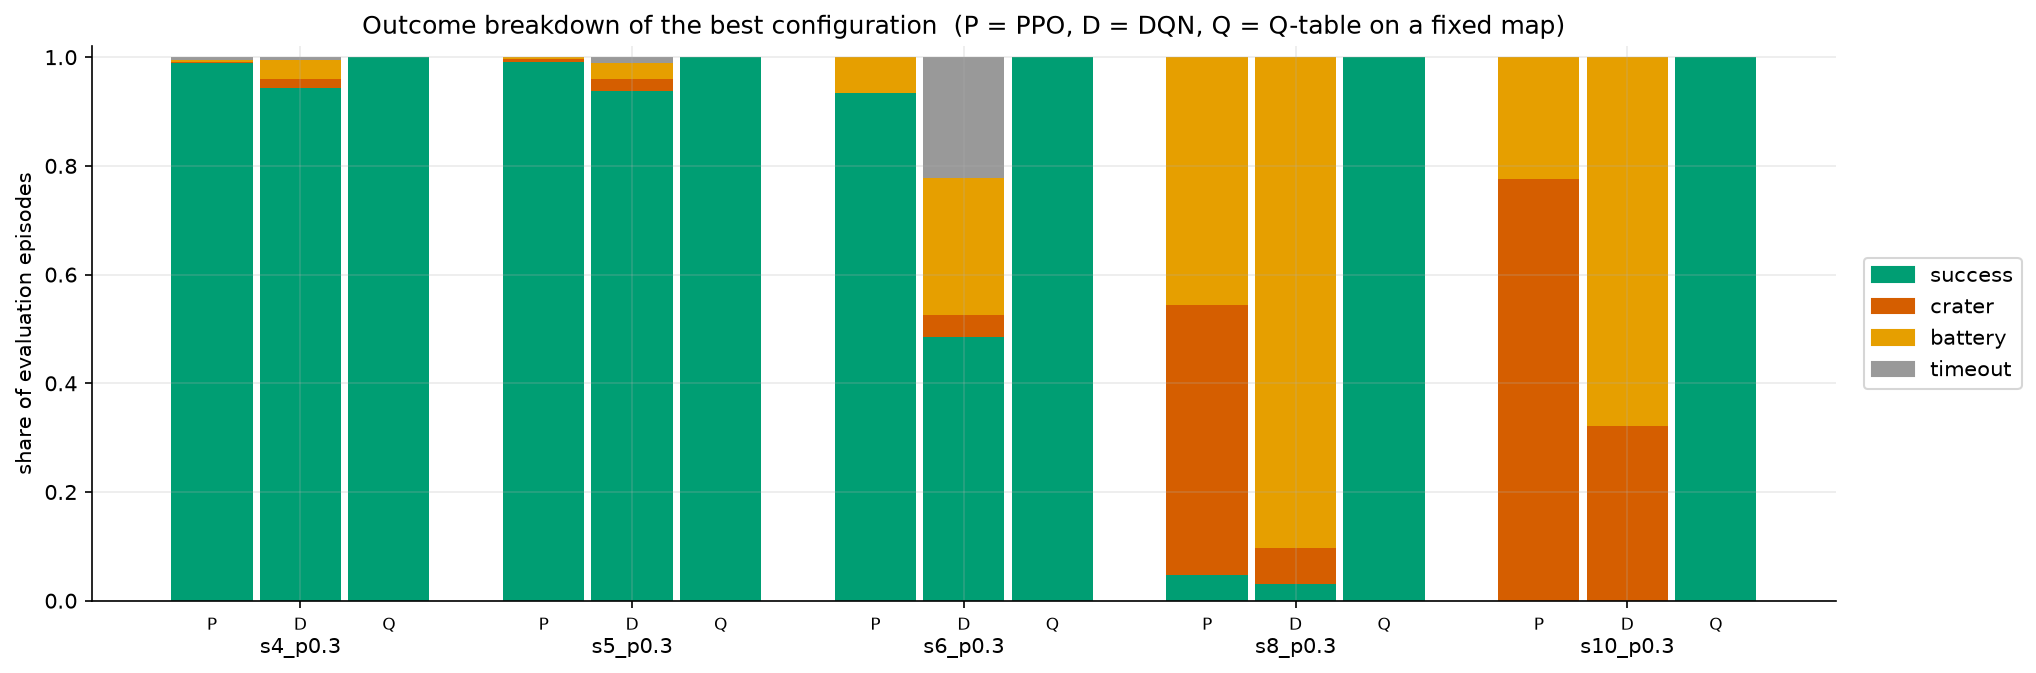 Outcome breakdown of the best configuration  (P = PPO, D = DQN, Q = Q-table on a fixed map)
share of evaluation episodes
1.0
0.8
0.6
0.4
0.2
0.0
P D Q P D Q P D Q P D Q P D Q
s4_p0.3 s5_p0.3 s6_p0.3 s8_p0.3 s10_p0.3
success
crater
battery
timeout